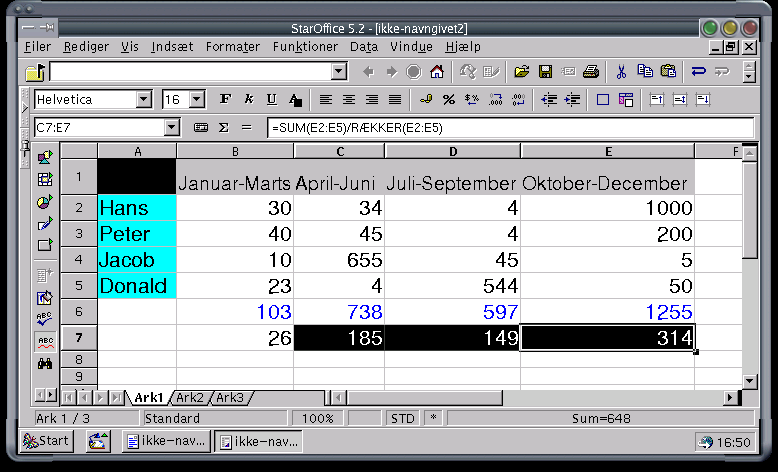 StarOffice 5.2 - [ikke-navngivet2]
Filer Rediger Vis Indsæt Formater Funktioner Data Vindue Hjælp
Helvetica 16 F K U A
C7:E7 Σ = =SUM(E2:E5)/RÆKKER(E2:E5)
A B C D E F
1 Januar-Marts April-Juni Juli-September Oktober-December
2 Hans 30 34 4 1000
3 Peter 40 45 4 200
4 Jacob 10 655 45 5
5 Donald 23 4 544 50
6 103 738 597 1255
7 26 185 149 314
8
9
Ark1 Ark2 Ark3
Ark 1 / 3 Standard 100% STD * Sum=648
Start ikke-nav... ikke-nav... 16:50